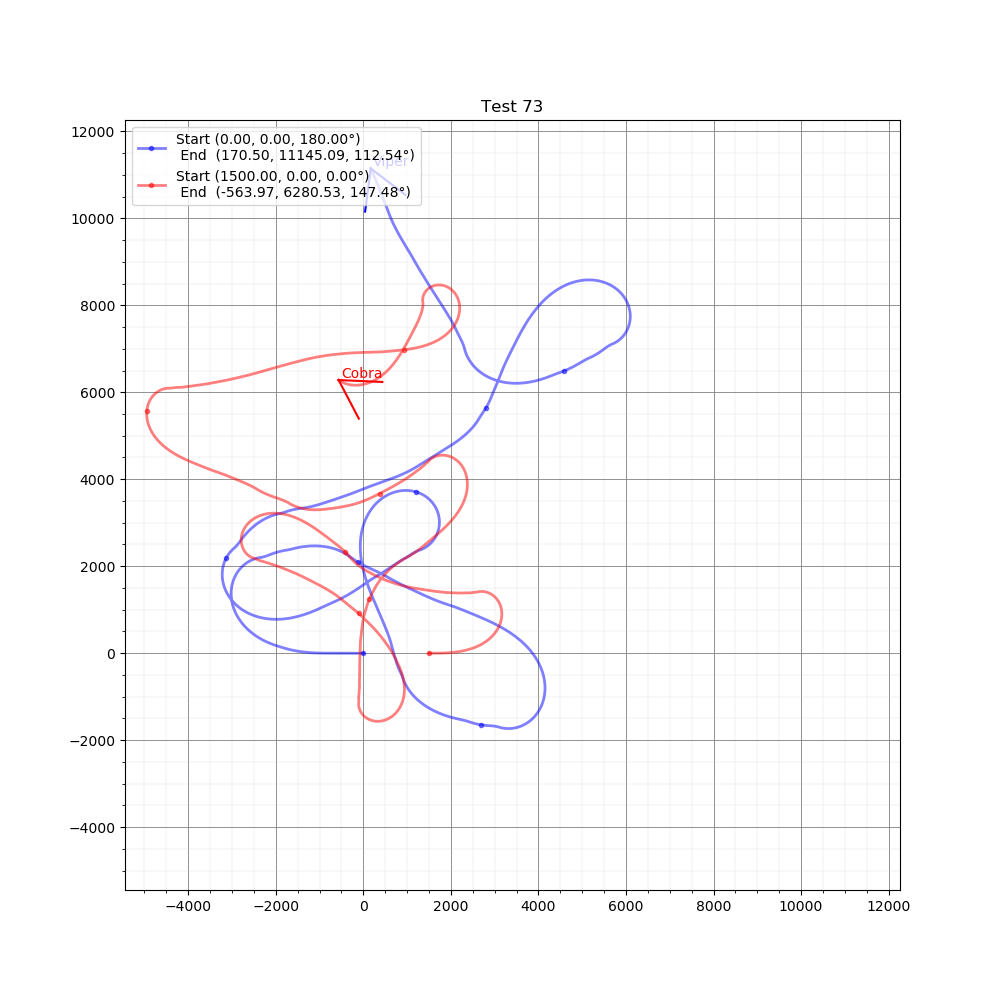 Test 73
Start (0.00, 0.00, 180.00°)
End (170.50, 11145.09, 112.54°)
Start (1500.00, 0.00, 0.00°)
End (-563.97, 6280.53, 147.48°)
Viper
Cobra
12000
10000
8000
6000
4000
2000
0
−2000
−4000
−4000 −2000 0 2000 4000 6000 8000 10000 12000